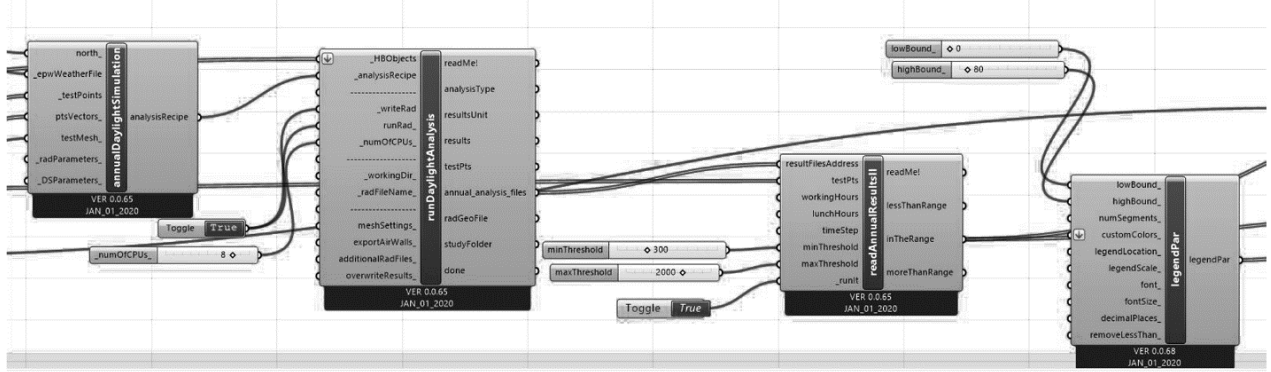 north_
_epwWeatherFile
_testPoints
ptsVectors_
testMesh_
_radParameters_
_DSParameters_
annualDaylightSimulation
analysisRecipe
VER 0.0.65
JAN_01_2020
Toggle True
_numOfCPUs_ 8
_HBObjects
_analysisRecipe
--------------------
_writeRad
runRad_
_numOfCPUs_
--------------------
_workingDir_
_radFileName_
--------------------
meshSettings_
exportAirWalls_
additionalRadFiles_
overwriteResults_
runDaylightAnalysis
readMe!
analysisType
resultsUnit
results
testPts
annual_analysis_files
radGeoFile
studyFolder
done
VER 0.0.65
JAN_01_2020
minThreshold 300
maxThreshold 2000
Toggle True
resultFilesAddress
testPts
workingHours
lunchHours
timeStep
minThreshold
maxThreshold
_runIt
readAnnualResultsII
readMe!
lessThanRange
inTheRange
moreThanRange
VER 0.0.65
JAN_01_2020
lowBound_ 0
highBound_ 80
lowBound_
highBound_
numSegments_
customColors_
legendLocation_
legendScale_
font_
fontSize_
decimalPlaces_
removeLessThan_
legendPar
legendPar
VER 0.0.68
JAN_01_2020